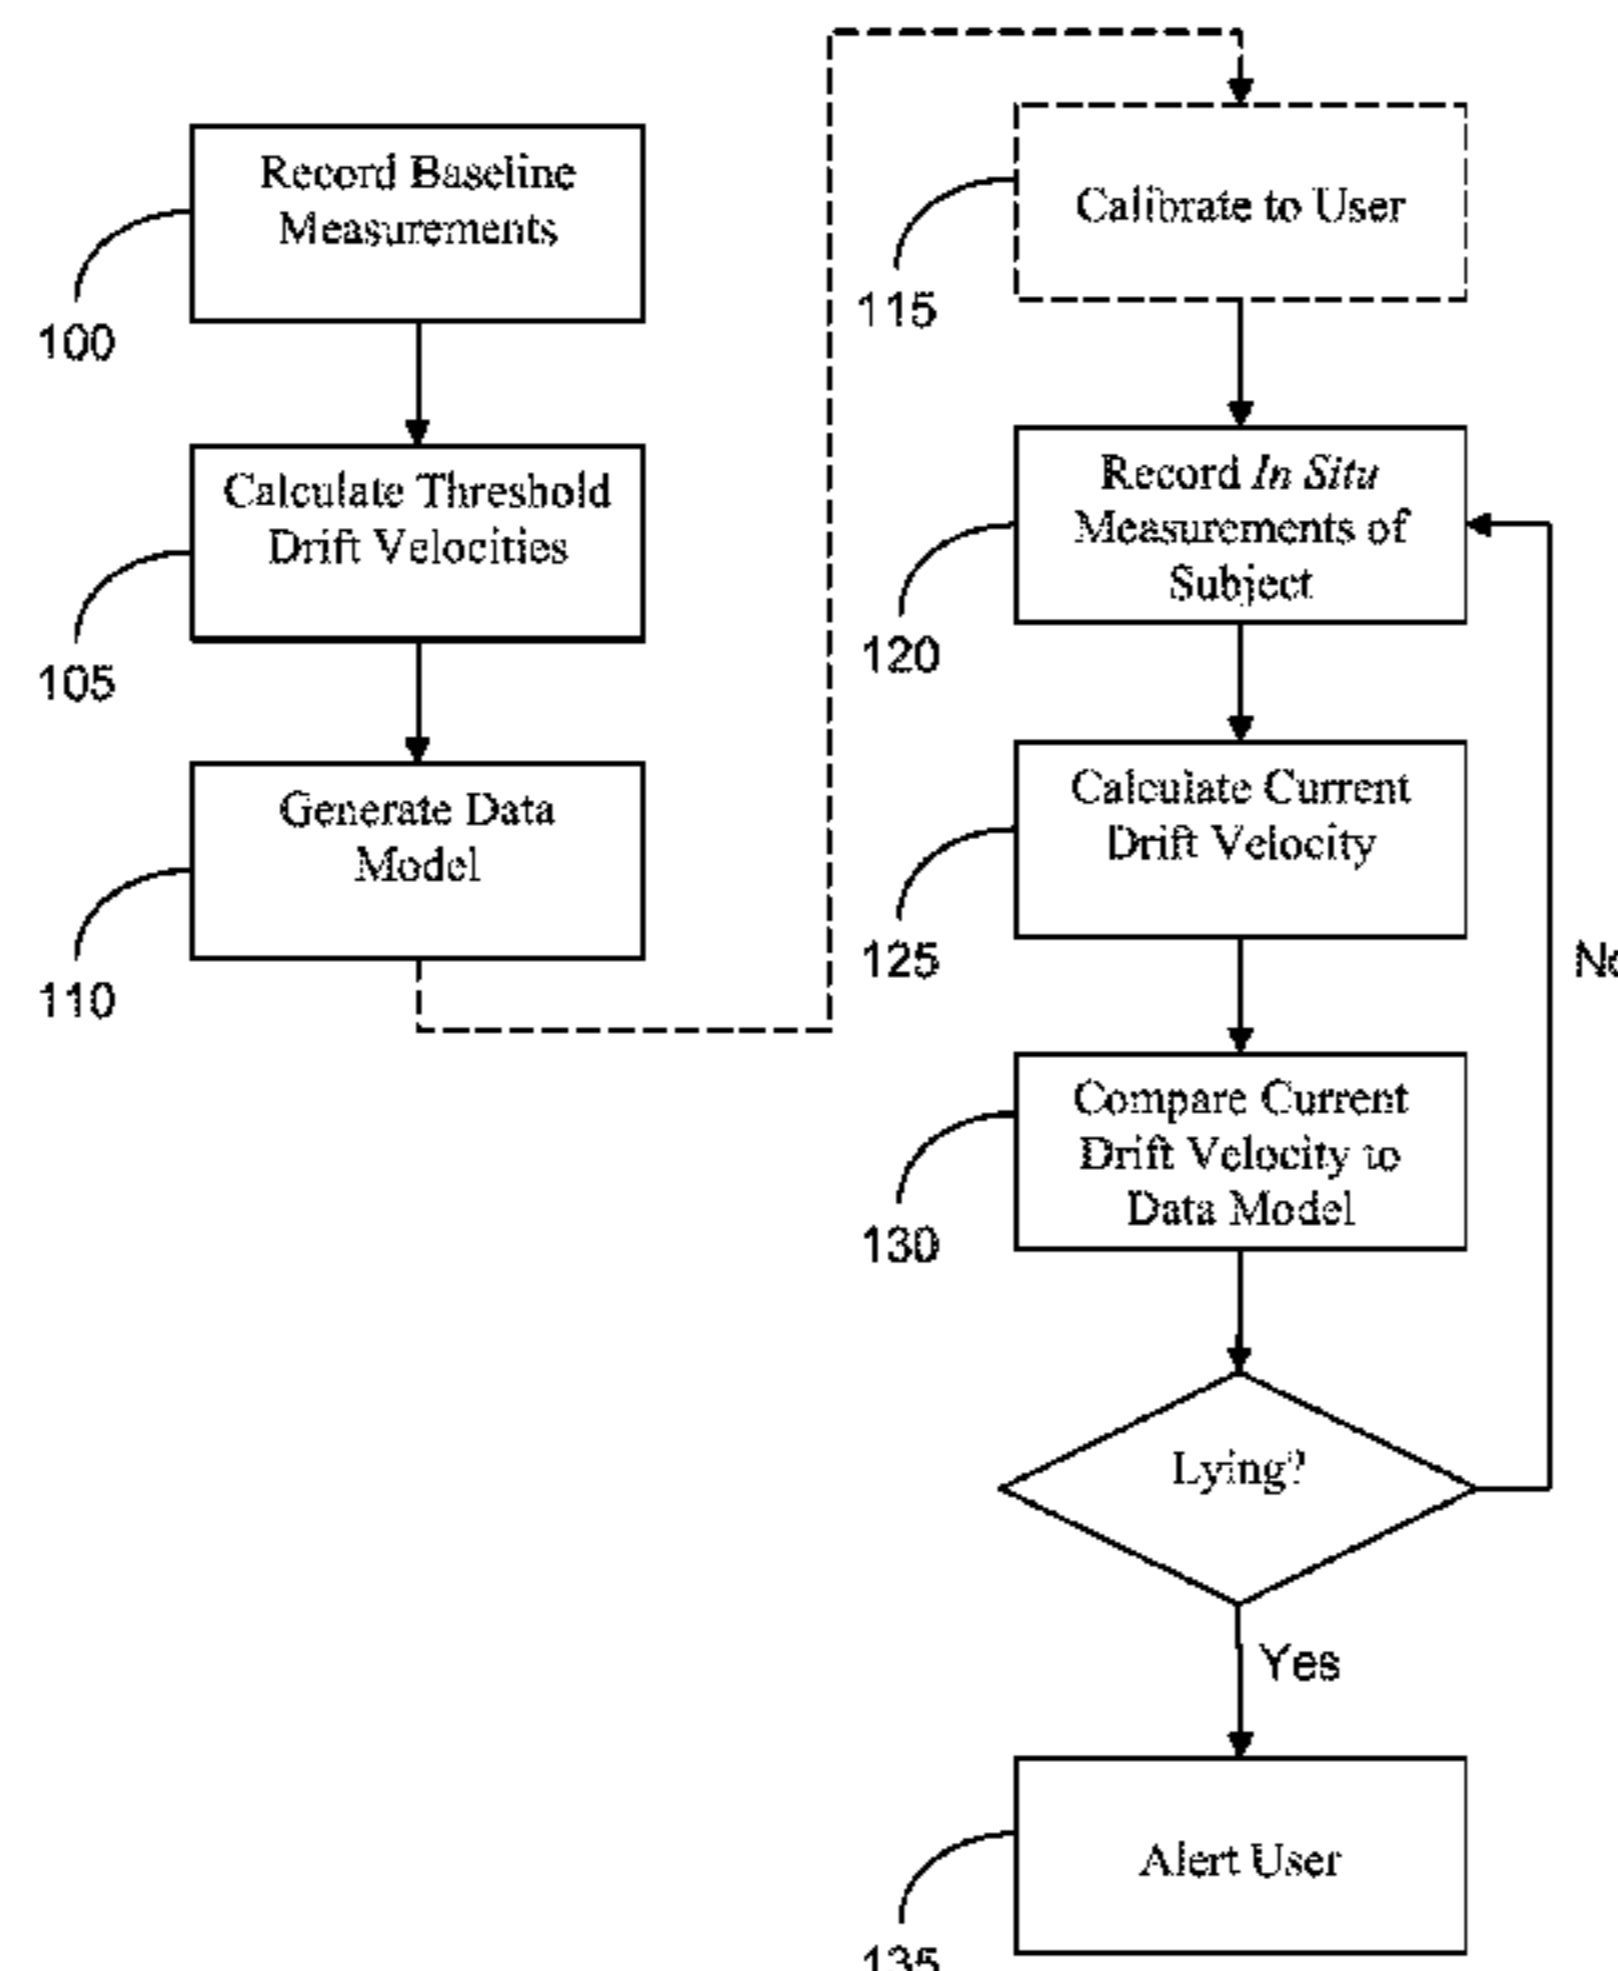 Record Baseline
Measurements
100
Calculate Threshold
Drift Velocities
105
Generate Data
Model
110
Calibrate to User
115
Record In Situ
Measurements of
Subject
120
Calculate Current
Drift Velocity
125
Compare Current
Drift Velocity to
Data Model
130
Lying?
Yes
Alert User
135